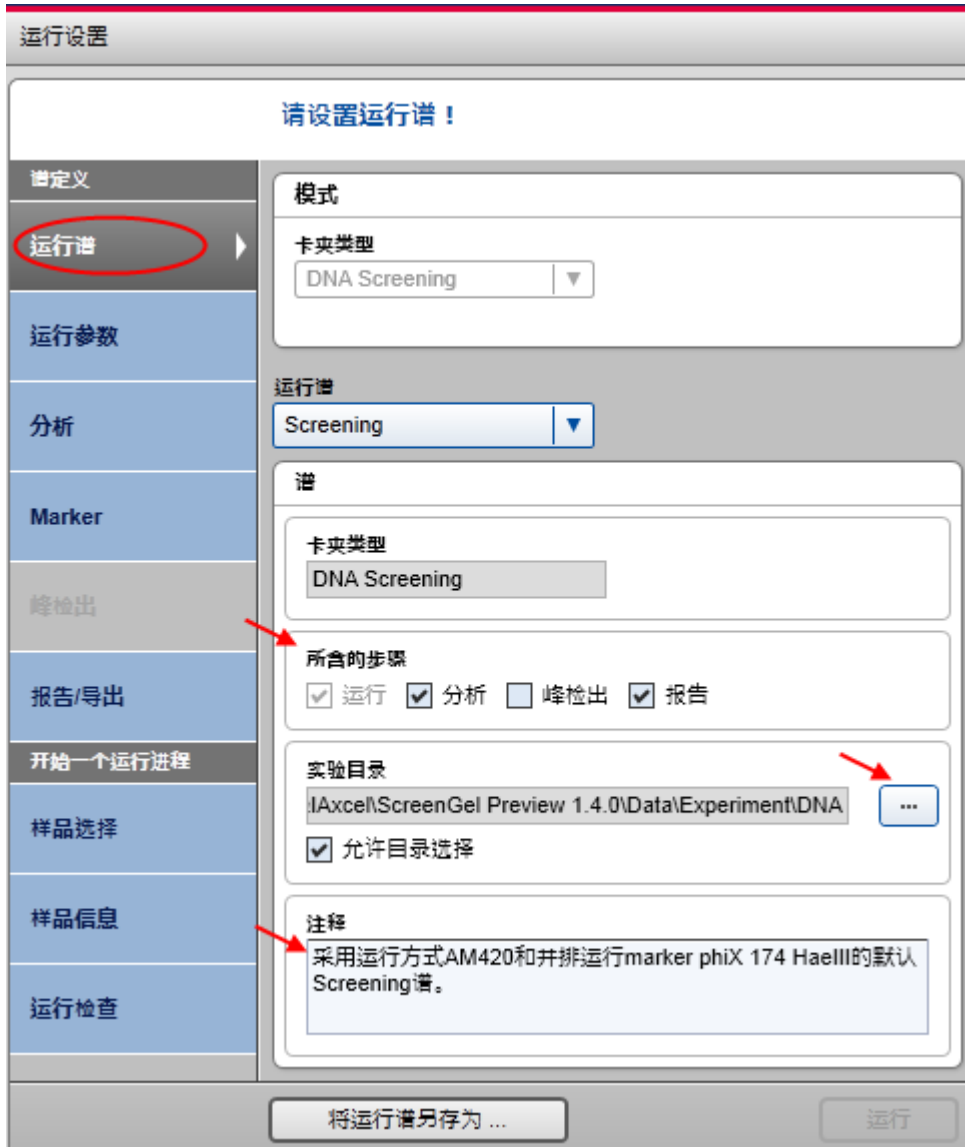 运行设置
请设置运行谱！
谱定义
运行谱
运行参数
分析
Marker
峰检出
报告/导出
开始一个运行进程
样品选择
样品信息
运行检查
模式
卡夹类型
DNA Screening
运行谱
Screening
谱
卡夹类型
DNA Screening
所含的步骤
运行 分析 峰检出 报告
实验目录
:lAxcel\ScreenGel Preview 1.4.0\Data\Experiment\DNA
...
允许目录选择
注释
采用运行方式AM420和并排运行marker phiX 174 HaeIII的默认
Screening谱。
将运行谱另存为 ...
运行